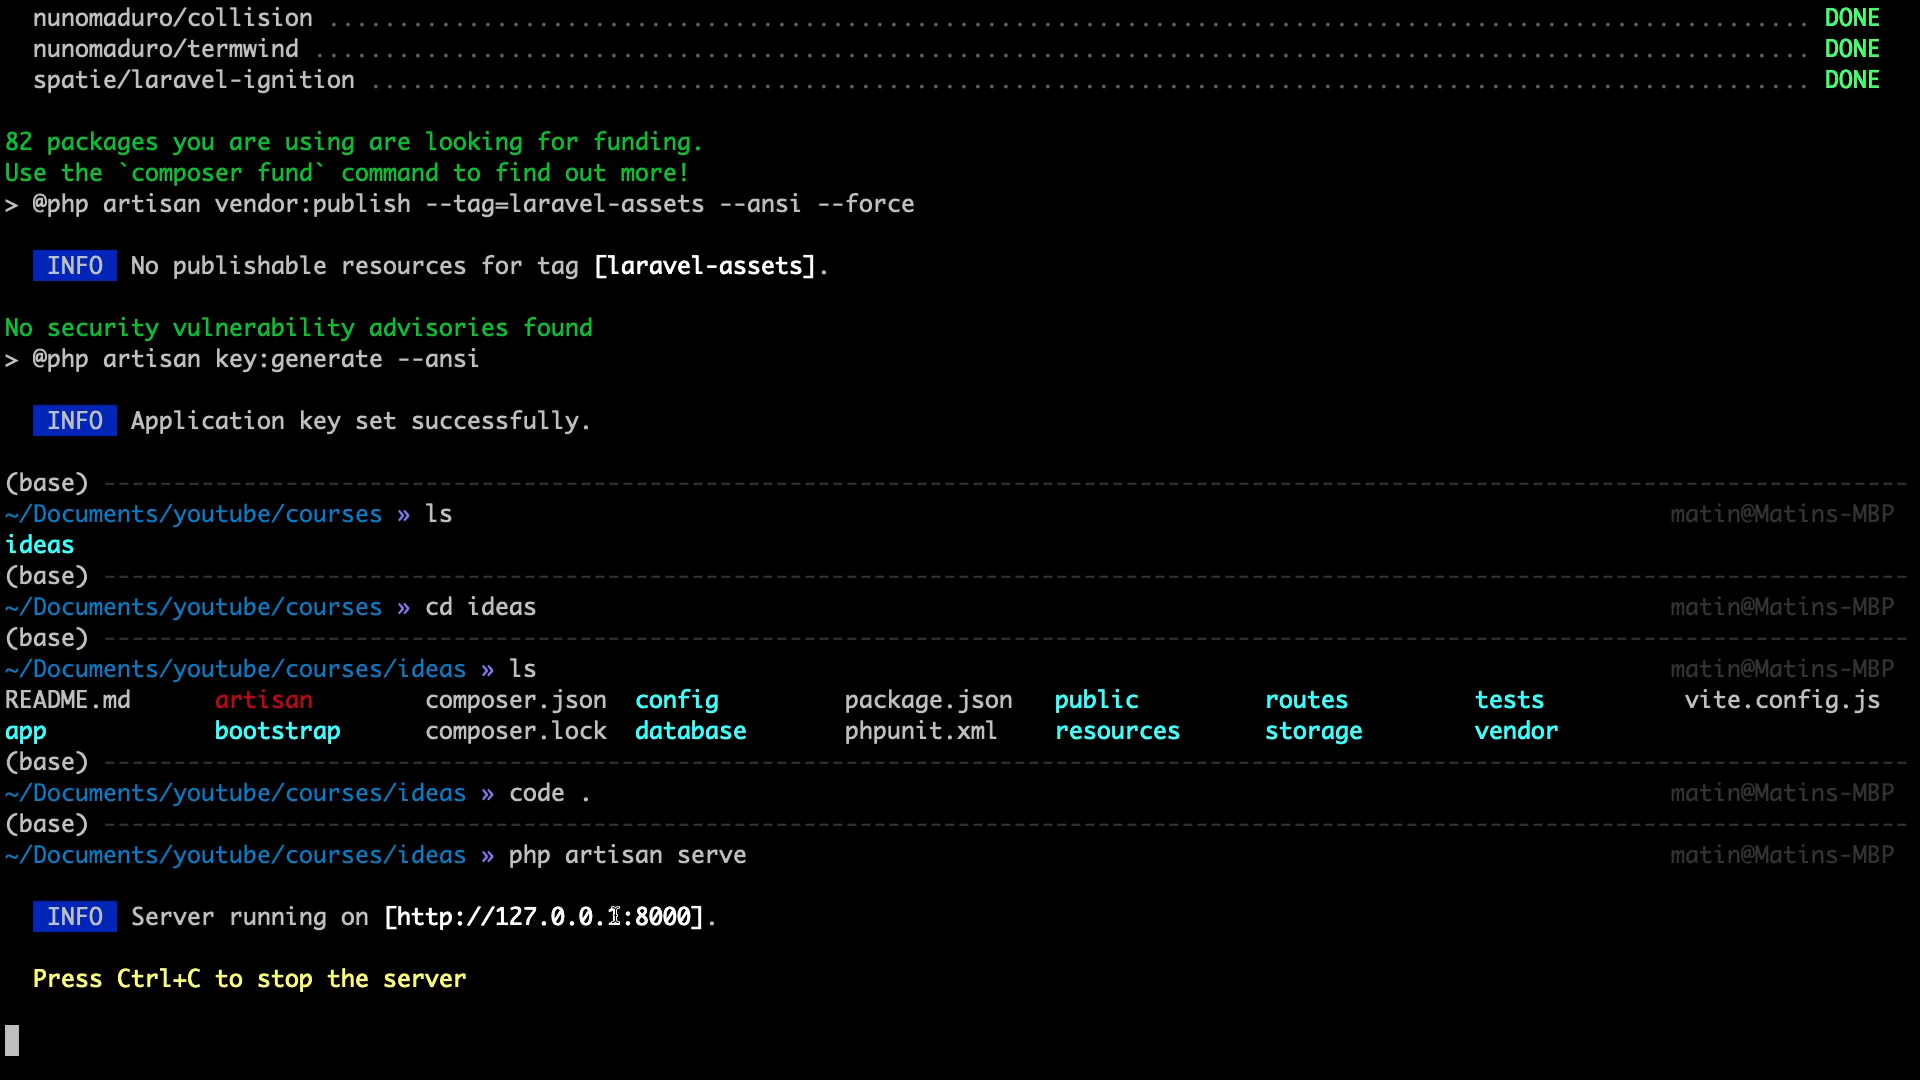 nunomaduro/collision ........................................................................................................... DONE
nunomaduro/termwind ............................................................................................................ DONE
spatie/laravel-ignition ........................................................................................................ DONE
82 packages you are using are looking for funding.
Use the `composer fund` command to find out more!
> @php artisan vendor:publish --tag=laravel-assets --ansi --force
INFO No publishable resources for tag [laravel-assets].
No security vulnerability advisories found
> @php artisan key:generate --ansi
INFO Application key set successfully.
(base) ---------------------------------------------------------------------------------------------------------------------------------
~/Documents/youtube/courses » ls matin@Matins-MBP
ideas
(base) ---------------------------------------------------------------------------------------------------------------------------------
~/Documents/youtube/courses » cd ideas matin@Matins-MBP
(base) ---------------------------------------------------------------------------------------------------------------------------------
~/Documents/youtube/courses/ideas » ls matin@Matins-MBP
README.md artisan composer.json config package.json public routes tests vite.config.js
app bootstrap composer.lock database phpunit.xml resources storage vendor
(base) ---------------------------------------------------------------------------------------------------------------------------------
~/Documents/youtube/courses/ideas » code . matin@Matins-MBP
(base) ---------------------------------------------------------------------------------------------------------------------------------
~/Documents/youtube/courses/ideas » php artisan serve matin@Matins-MBP
INFO Server running on [http://127.0.0.1:8000].
Press Ctrl+C to stop the server